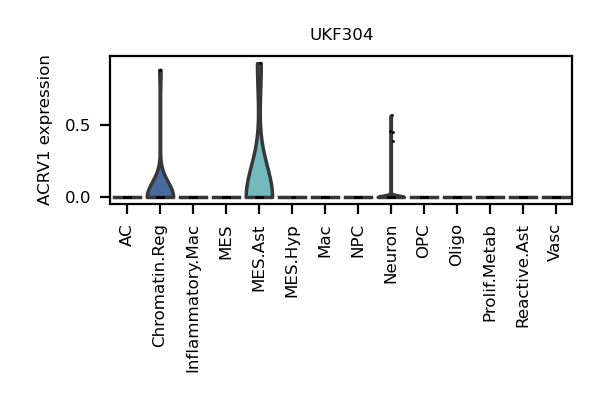 UKF304
ACRV1 expression
0.5
0.0
AC
Chromatin.Reg
Inflammatory.Mac
MES
MES.Ast
MES.Hyp
Mac
NPC
Neuron
OPC
Oligo
Prolif.Metab
Reactive.Ast
Vasc